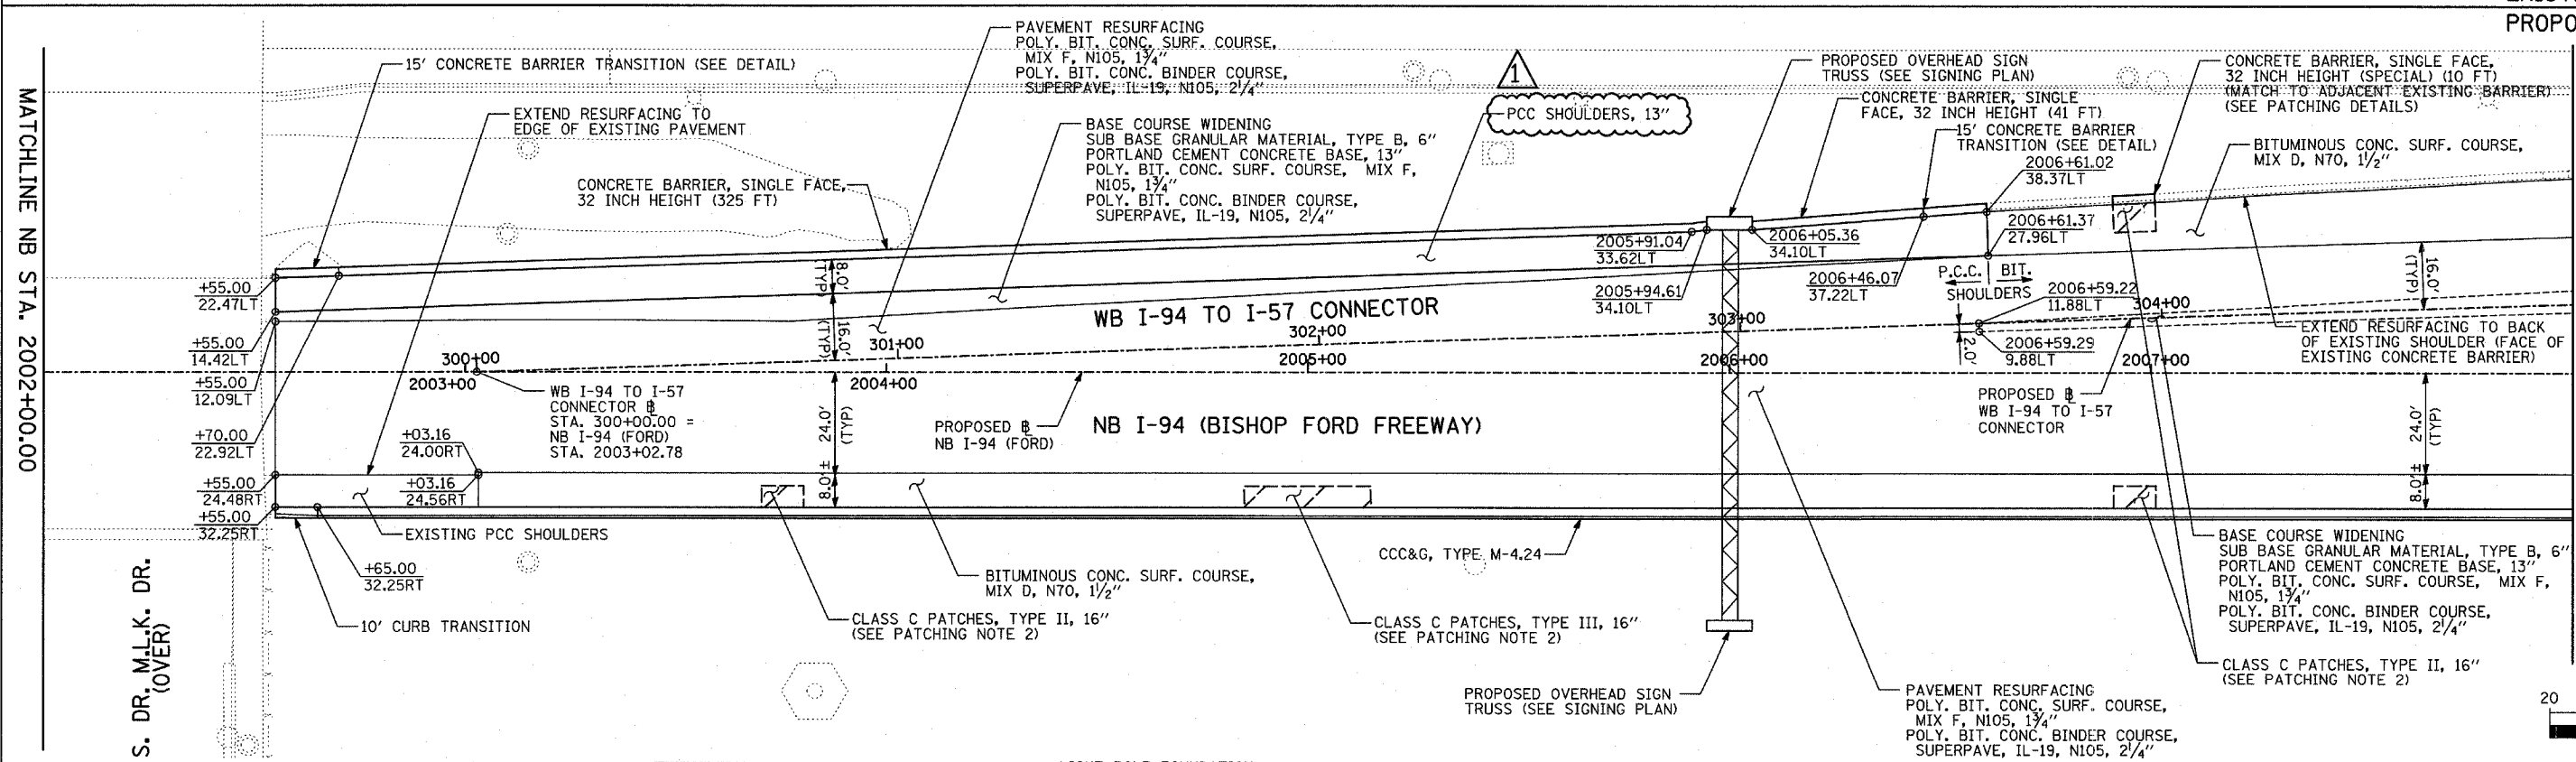 PROPO
PAVEMENT RESURFACING
POLY. BIT. CONC. SURF. COURSE,
MIX F, N105, 1¾"
POLY. BIT. CONC. BINDER COURSE,
SUPERPAVE, IL-19, N105, 2¼"
15' CONCRETE BARRIER TRANSITION (SEE DETAIL)
EXTEND RESURFACING TO
EDGE OF EXISTING PAVEMENT
CONCRETE BARRIER, SINGLE FACE,
32 INCH HEIGHT (325 FT)
BASE COURSE WIDENING
SUB BASE GRANULAR MATERIAL, TYPE B, 6"
PORTLAND CEMENT CONCRETE BASE, 13"
POLY. BIT. CONC. SURF. COURSE, MIX F,
N105, 1¾"
POLY. BIT. CONC. BINDER COURSE,
SUPERPAVE, IL-19, N105, 2¼"
1
PCC SHOULDERS, 13"
PROPOSED OVERHEAD SIGN
TRUSS (SEE SIGNING PLAN)
CONCRETE BARRIER, SINGLE
FACE, 32 INCH HEIGHT (41 FT)
15' CONCRETE BARRIER
TRANSITION (SEE DETAIL)
2006+61.02
38.37LT
CONCRETE BARRIER, SINGLE FACE,
32 INCH HEIGHT (SPECIAL) (10 FT)
(MATCH TO ADJACENT EXISTING BARRIER)
(SEE PATCHING DETAILS)
BITUMINOUS CONC. SURF. COURSE,
MIX D, N70, 1½"
MATCHLINE NB STA. 2002+00.00
+55.00
22.47LT
+55.00
14.42LT
+55.00
12.09LT
+70.00
22.92LT
+55.00
24.48RT
+55.00
32.25RT
8.0'
(TYP)
16.0'
(TYP)
2005+91.04
33.62LT
2005+94.61
34.10LT
2006+05.36
34.10LT
2006+46.07
37.22LT
2006+61.37
27.96LT
P.C.C. BIT.
SHOULDERS
2006+59.22
11.88LT
2006+59.29
9.88LT
2.0'
16.0'
(TYP)
WB I-94 TO I-57 CONNECTOR
300+00
301+00
302+00
303+00
304+00
2003+00
2004+00
2005+00
2006+00
2007+00
EXTEND RESURFACING TO BACK
OF EXISTING SHOULDER (FACE OF
EXISTING CONCRETE BARRIER)
WB I-94 TO I-57
CONNECTOR ℄
STA. 300+00.00 =
NB I-94 (FORD)
STA. 2003+02.78
+03.16
24.00RT
+03.16
24.56RT
24.0'
(TYP)
8.0' ±
PROPOSED ℄
NB I-94 (FORD)
NB I-94 (BISHOP FORD FREEWAY)
PROPOSED ℄
WB I-94 TO I-57
CONNECTOR
24.0'
(TYP)
8.0' ±
EXISTING PCC SHOULDERS
+65.00
32.25RT
10' CURB TRANSITION
S. DR. M.L.K. DR.
(OVER)
BITUMINOUS CONC. SURF. COURSE,
MIX D, N70, 1½"
CLASS C PATCHES, TYPE II, 16"
(SEE PATCHING NOTE 2)
CCC&G, TYPE M-4.24
CLASS C PATCHES, TYPE III, 16"
(SEE PATCHING NOTE 2)
PROPOSED OVERHEAD SIGN
TRUSS (SEE SIGNING PLAN)
PAVEMENT RESURFACING
POLY. BIT. CONC. SURF. COURSE,
MIX F, N105, 1¾"
POLY. BIT. CONC. BINDER COURSE,
SUPERPAVE, IL-19, N105, 2¼"
BASE COURSE WIDENING
SUB BASE GRANULAR MATERIAL, TYPE B, 6"
PORTLAND CEMENT CONCRETE BASE, 13"
POLY. BIT. CONC. SURF. COURSE, MIX F,
N105, 1¾"
POLY. BIT. CONC. BINDER COURSE,
SUPERPAVE, IL-19, N105, 2¼"
CLASS C PATCHES, TYPE II, 16"
(SEE PATCHING NOTE 2)
20